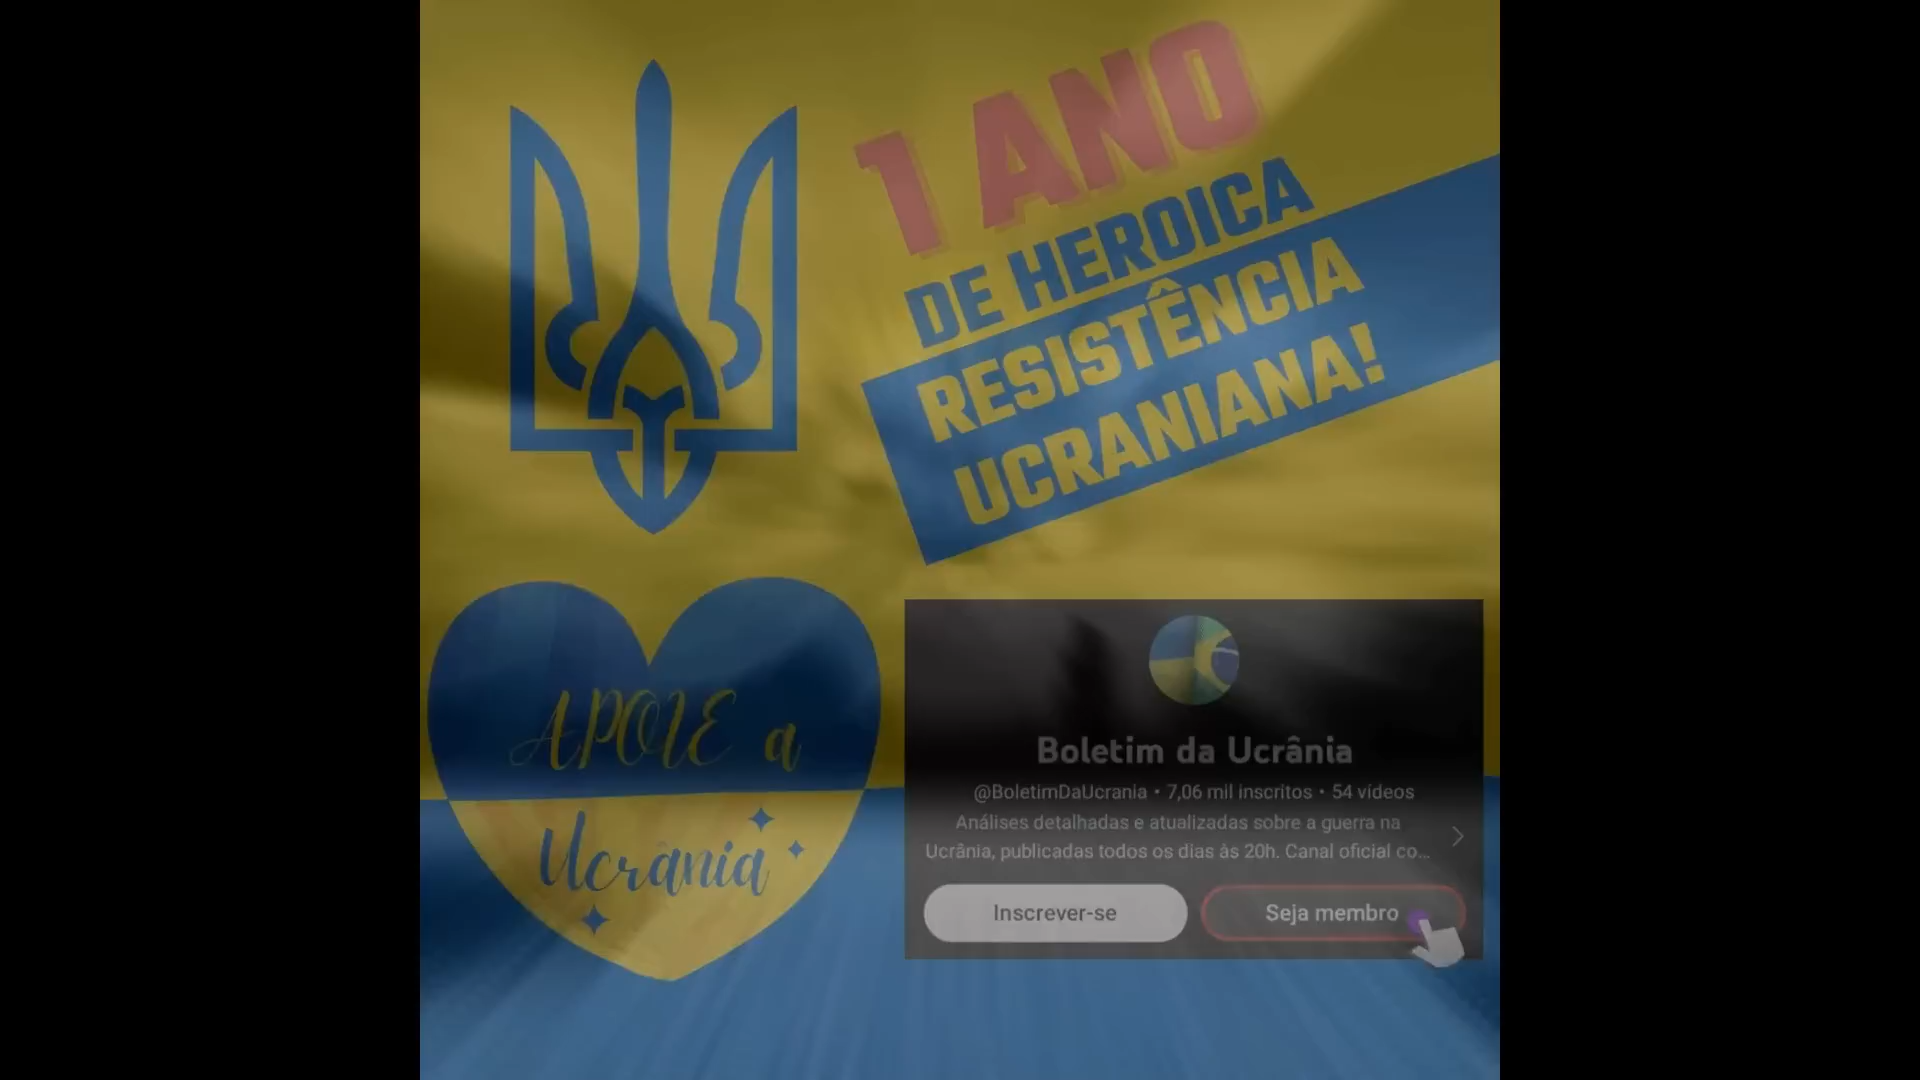 1 ANO
DE HEROICA
RESISTÊNCIA
UCRANIANA!
APOIE a
Ucrânia
Boletim da Ucrânia
@BoletimDaUcrania • 7,06 mil inscritos • 54 vídeos
Análises detalhadas e atualizadas sobre a guerra na
Ucrânia, publicadas todos os dias às 20h. Canal oficial co...
Inscrever-se
Seja membro